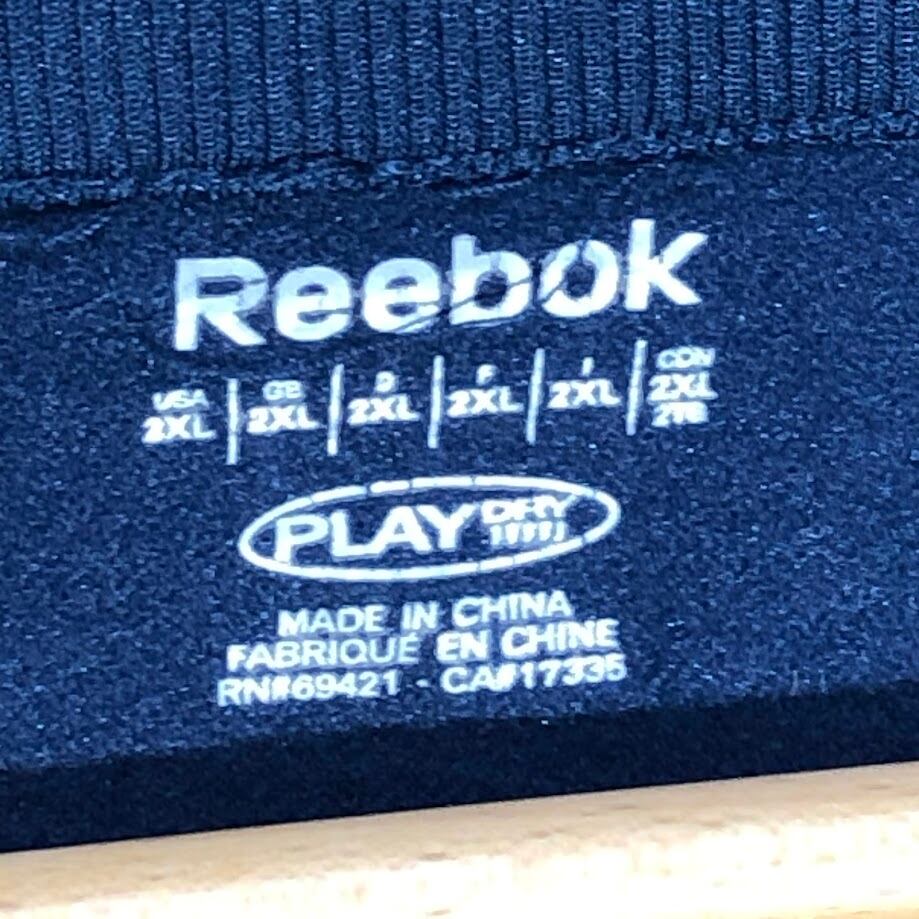 Reebok
USA | GB | D | F | I | CDN
2XL | 2XL | 2XL | 2XL | 2XL | 2XL
PLAY DRY
MADE IN CHINA
FABRIQUÉ EN CHINE
RN#69421 - CA#17335